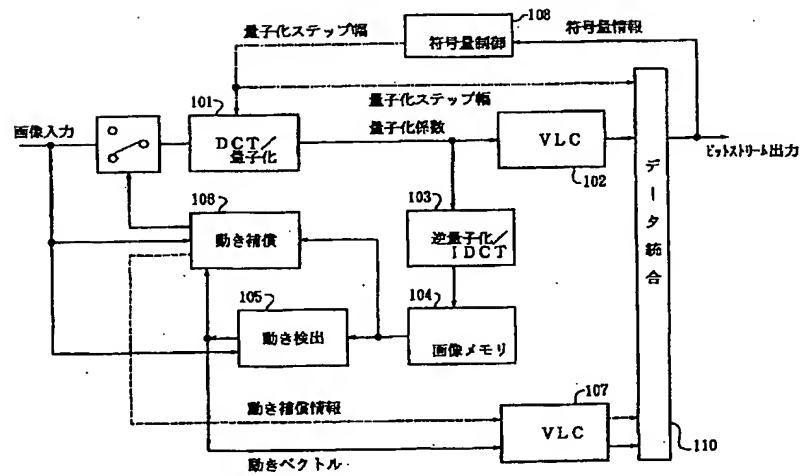 量子化ステップ幅
108
符号量制御
符号量情報
101
量子化ステップ幅
画像入力
DCT/
量子化
量子化係数
VLC
102
ビットストリーム出力
データ統合
108
動き補償
103
逆量子化/
IDCT
105
動き検出
104
画像メモリ
動き補償情報
107
VLC
動きベクトル
110